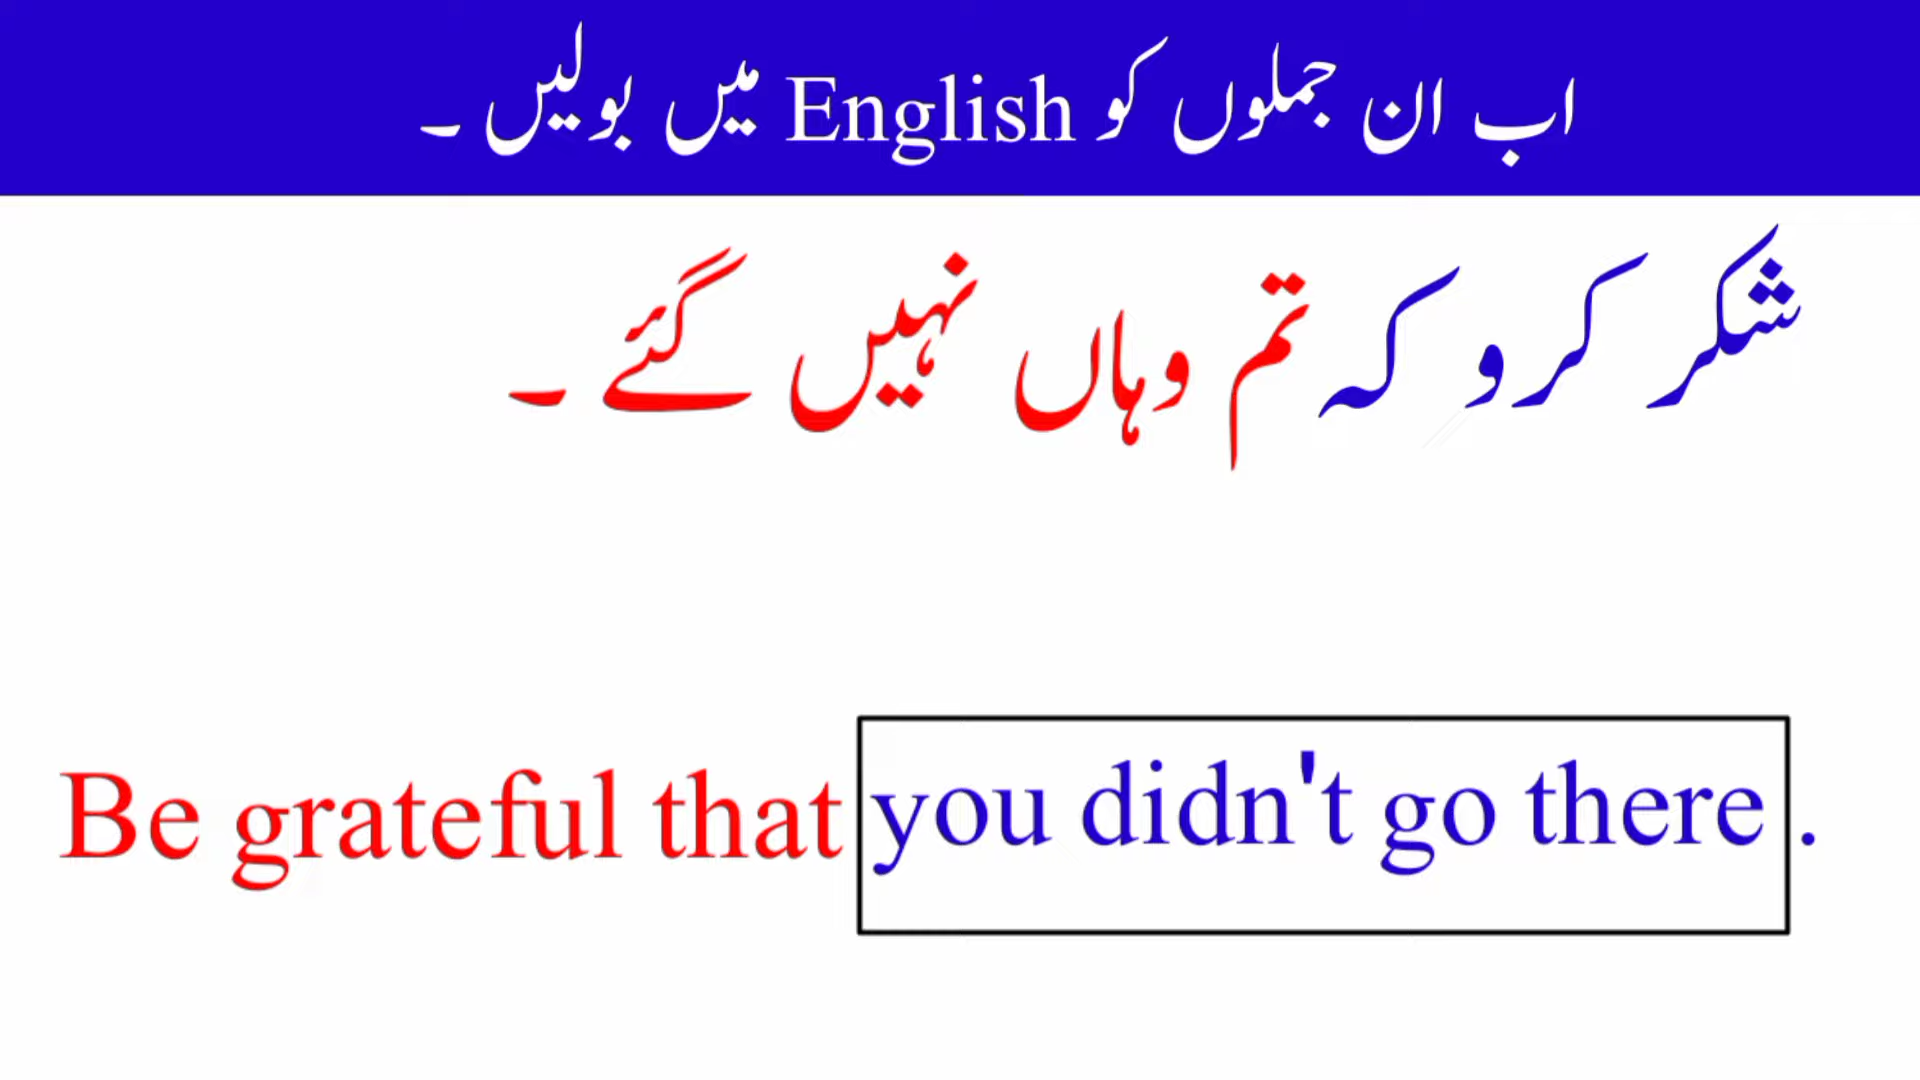 اب ان جملوں کو English میں بولیں ۔
شکر کرو کہ تم وہاں نہیں گئے ۔
Be grateful that you didn't go there .